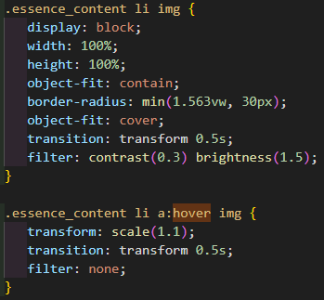 .essence_content li img {
display: block;
width: 100%;
height: 100%;
object-fit: contain;
border-radius: min(1.563vw, 30px);
object-fit: cover;
transition: transform 0.5s;
filter: contrast(0.3) brightness(1.5);
}
.essence_content li a:hover img {
transform: scale(1.1);
transition: transform 0.5s;
filter: none;
}